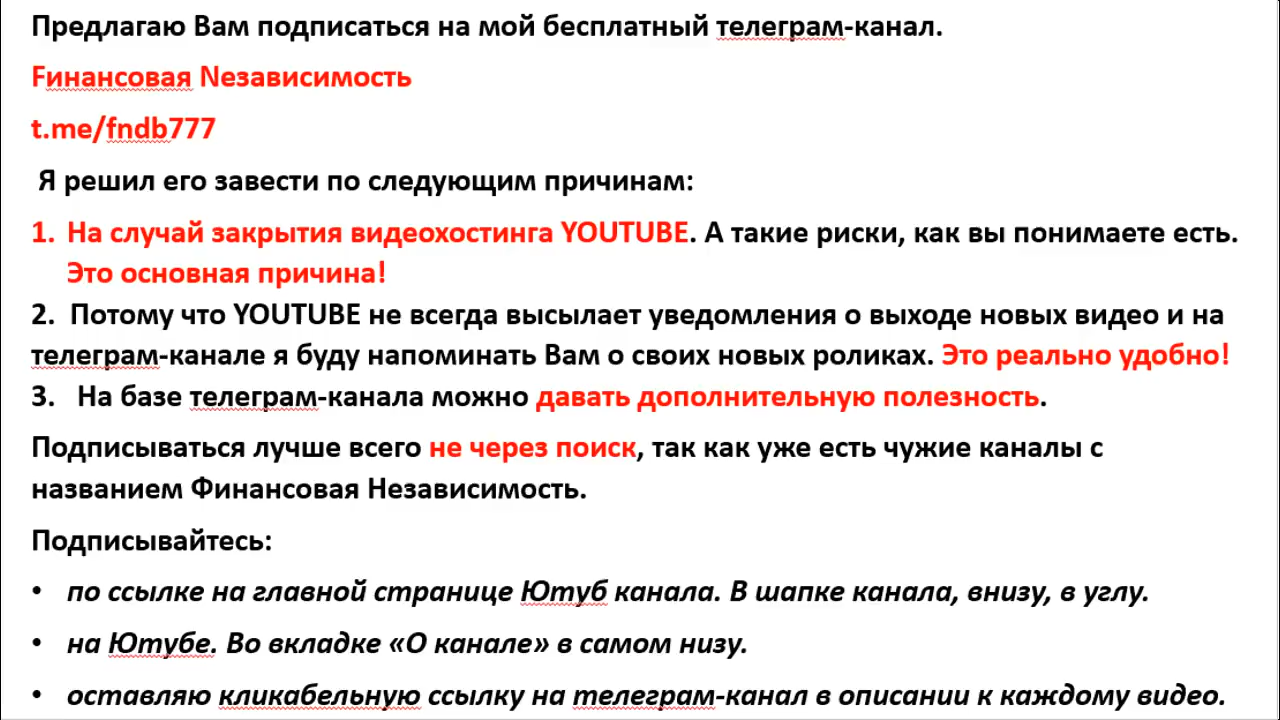 Предлагаю Вам подписаться на мой бесплатный телеграм-канал.
Fинансовая Nезависимость
t.me/fndb777
Я решил его завести по следующим причинам:
1. На случай закрытия видеохостинга YOUTUBE. А такие риски, как вы понимаете есть.
Это основная причина!
2. Потому что YOUTUBE не всегда высылает уведомления о выходе новых видео и на
телеграм-канале я буду напоминать Вам о своих новых роликах. Это реально удобно!
3. На базе телеграм-канала можно давать дополнительную полезность.
Подписываться лучше всего не через поиск, так как уже есть чужие каналы с
названием Финансовая Независимость.
Подписывайтесь:
• по ссылке на главной странице Ютуб канала. В шапке канала, внизу, в углу.
• на Ютубе. Во вкладке «О канале» в самом низу.
• оставляю кликабельную ссылку на телеграм-канал в описании к каждому видео.